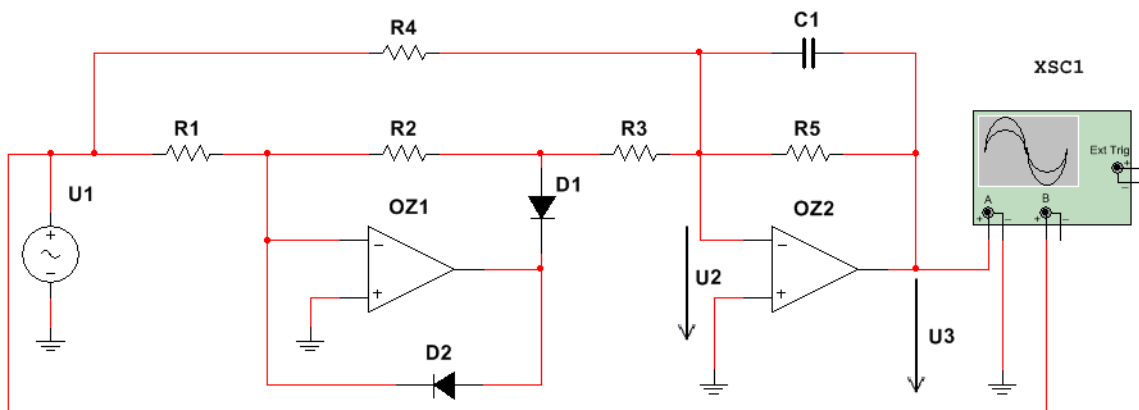 R4
C1
XSC1
R1
R2
R3
R5
Ext Trig
+
−
U1
D1
A
B
+
−
+
−
OZ1
OZ2
+
−
−
+
−
+
U2
D2
U3